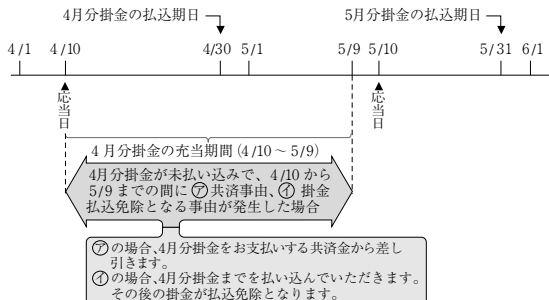 4月分掛金の払込期日
5月分掛金の払込期日
4/1 4/10 4/30 5/1 5/9 5/10 5/31 6/1
応当日
応当日
4月分掛金の充当期間(4/10～5/9)
4月分掛金が未払い込みで、4/10から
5/9までの間に㋐共済事由、㋑掛金
払込免除となる事由が発生した場合
㋐の場合、4月分掛金をお支払いする共済金から差し
引きます。
㋑の場合、4月分掛金までを払い込んでいただきます。
その後の掛金が払込免除となります。